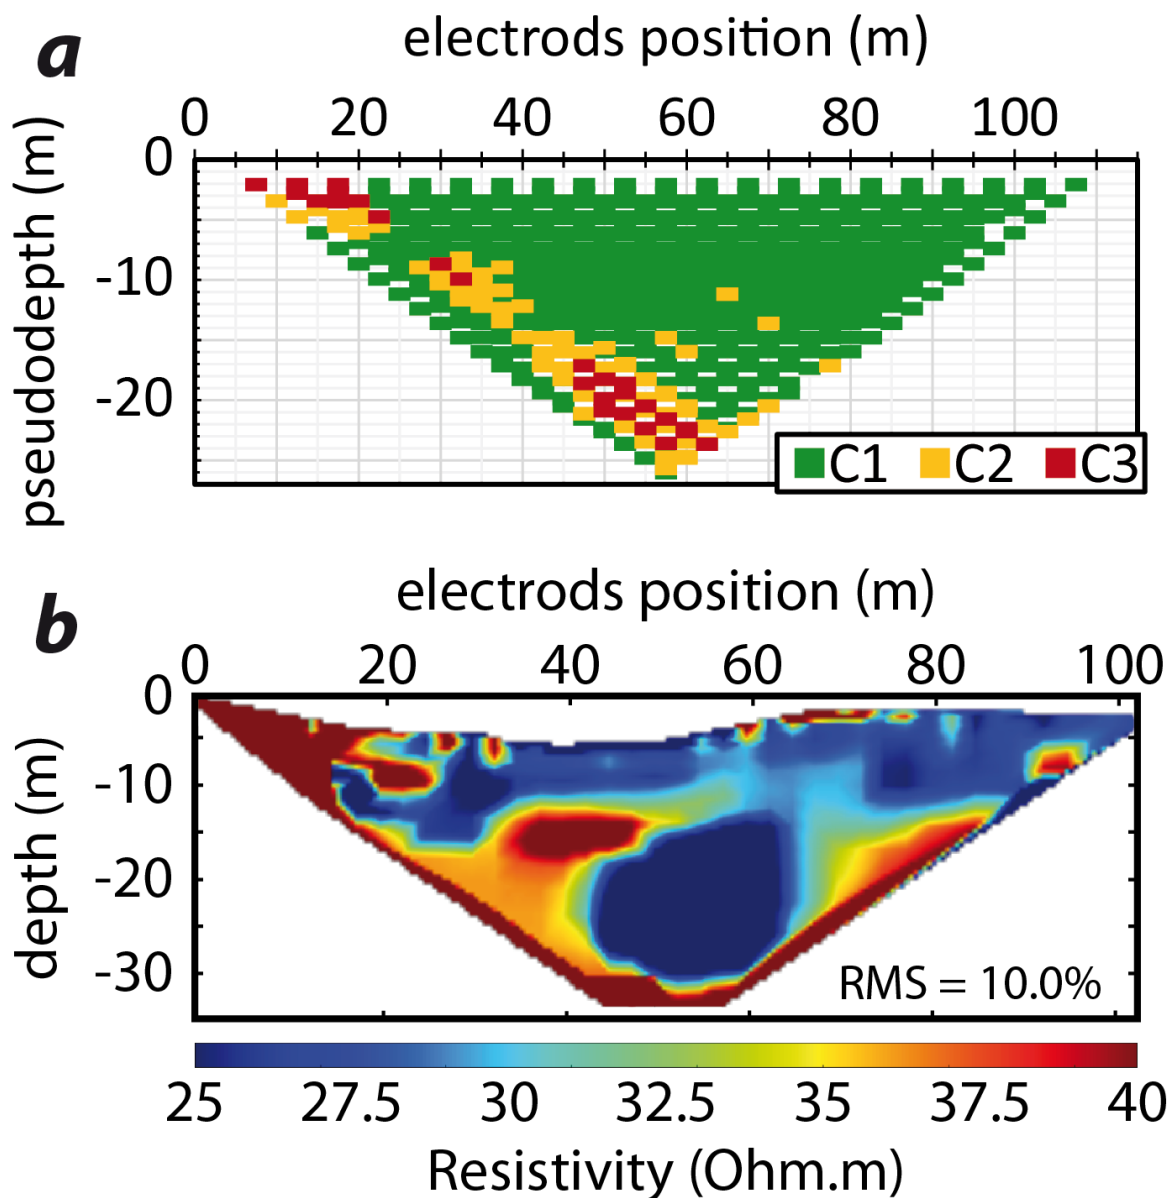 a
electrods position (m)
0 20 40 60 80 100
pseudodepth (m)
0
-10
-20
C1 C2 C3
b
electrods position (m)
0 20 40 60 80 100
depth (m)
0
-10
-20
-30
RMS = 10.0%
25 27.5 30 32.5 35 37.5 40
Resistivity (Ohm.m)